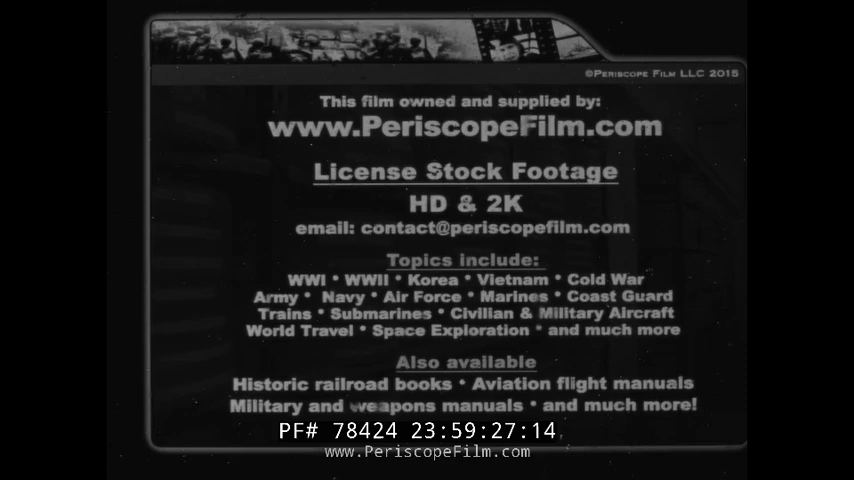 ©Periscope Film LLC 2015
This film owned and supplied by:
www.PeriscopeFilm.com
License Stock Footage
HD & 2K
email: contact@periscopefilm.com
Topics include:
WWI * WWII * Korea * Vietnam * Cold War
Army * Navy * Air Force * Marines * Coast Guard
Trains * Submarines * Civilian & Military Aircraft
World Travel * Space Exploration * and much more
Also available
Historic railroad books * Aviation flight manuals
Military and weapons manuals * and much more!
PF# 78424 23:59:27:14
www.PeriscopeFilm.com